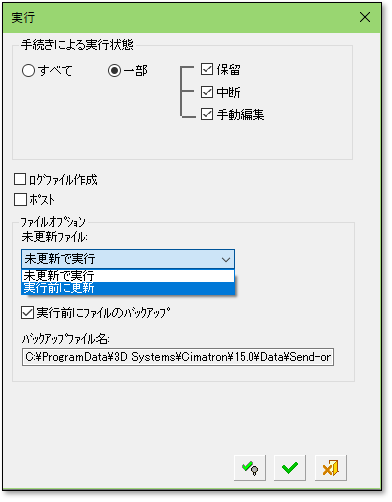 実行
手続きによる実行状態
すべて
一部
保留
中断
手動編集
ﾛｸﾞﾌｧｲﾙ作成
ﾎﾟｽﾄ
ﾌｧｲﾙｵﾌﾟｼｮﾝ
未更新ﾌｧｲﾙ:
未更新で実行
未更新で実行
実行前に更新
実行前にﾌｧｲﾙのﾊﾞｯｸｱｯﾌﾟ
ﾊﾞｯｸｱｯﾌﾟﾌｧｲﾙ名:
C:¥ProgramData¥3D Systems¥Cimatron¥15.0¥Data¥Send-or